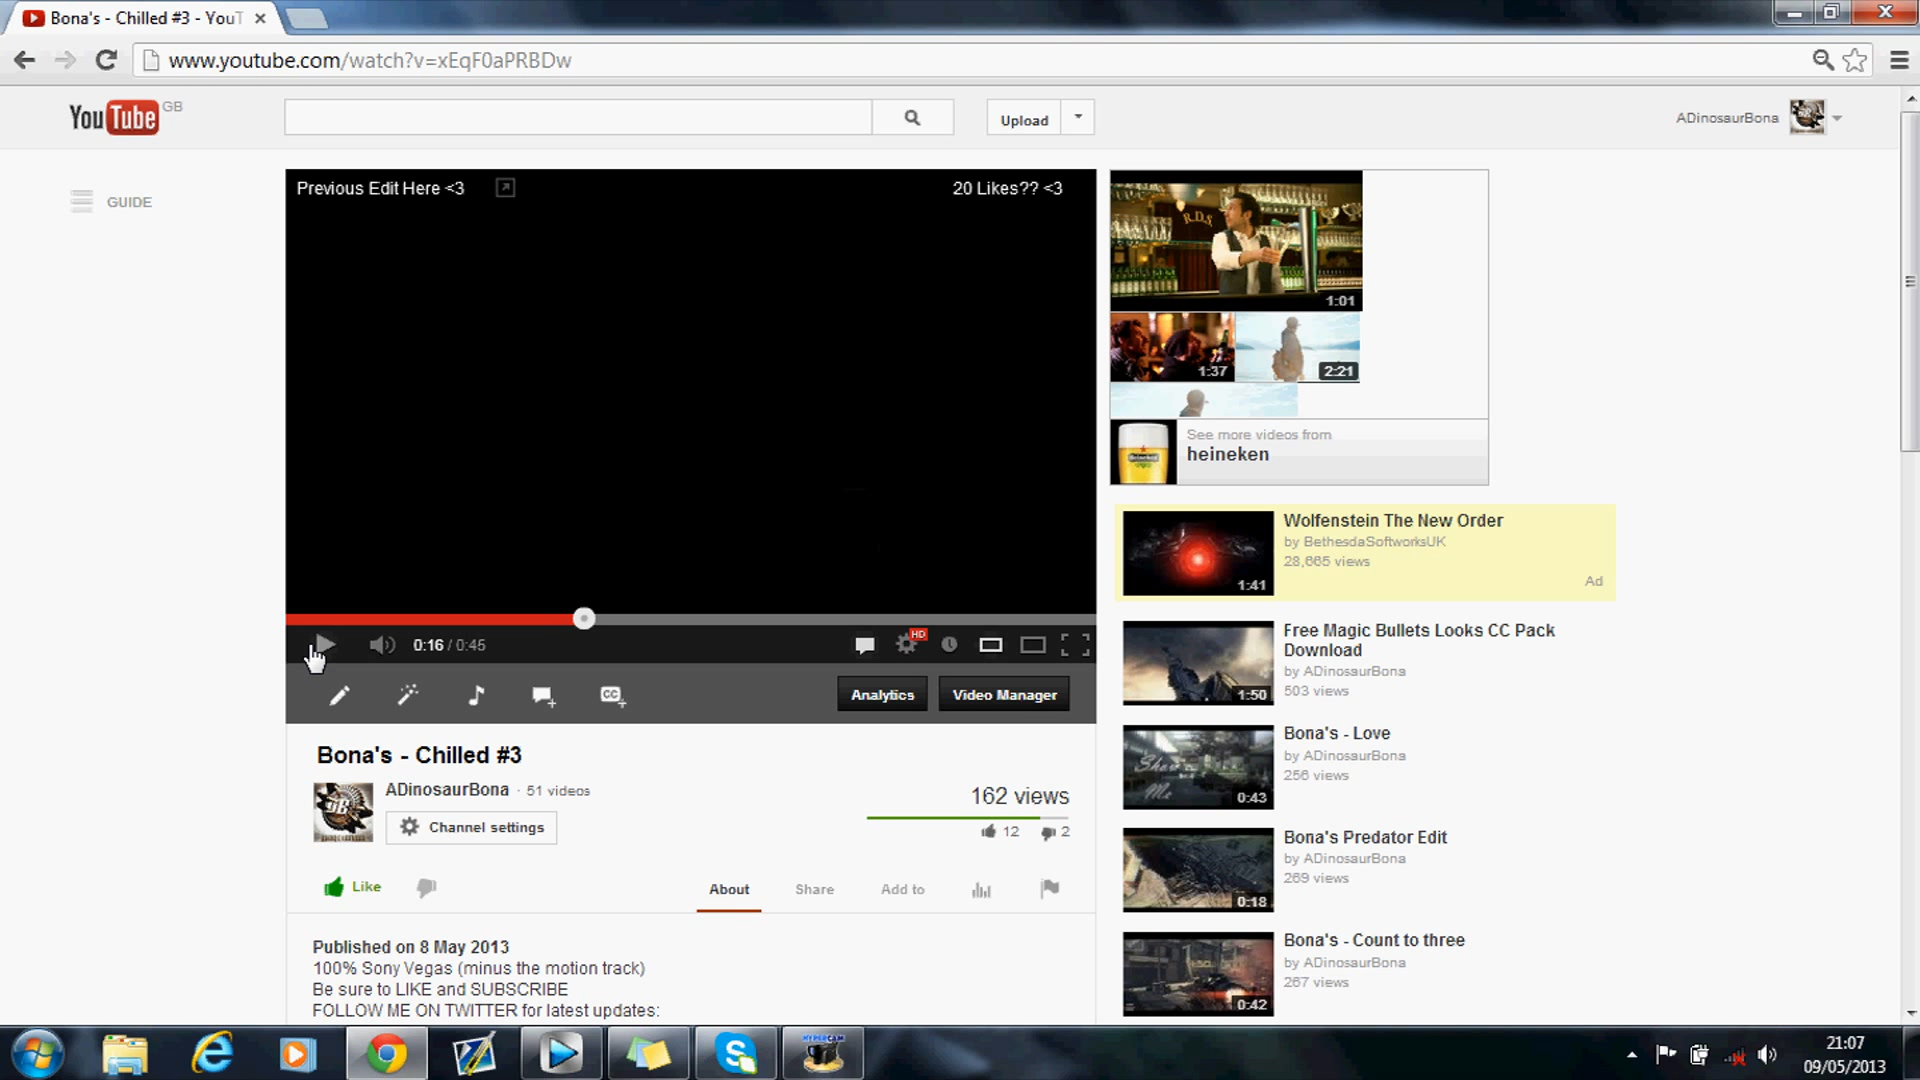 Bona's - Chilled #3 - YouT
www.youtube.com/watch?v=xEqF0aPRBDw
YouTube GB
Upload
ADinosaurBona
GUIDE
Previous Edit Here <3
20 Likes?? <3
0:16 / 0:45
HD
CC
Analytics
Video Manager
Bona's - Chilled #3
ADinosaurBona · 51 videos
Channel settings
162 views
12
2
Like
About
Share
Add to
Published on 8 May 2013
100% Sony Vegas (minus the motion track)
Be sure to LIKE and SUBSCRIBE
FOLLOW ME ON TWITTER for latest updates:
R.D.S.
1:01
1:37
2:21
See more videos from
heineken
Wolfenstein The New Order
by BethesdaSoftworksUK
28,665 views
Ad
1:41
Free Magic Bullets Looks CC Pack
Download
by ADinosaurBona
503 views
1:50
Bona's - Love
by ADinosaurBona
256 views
Show
Me
0:43
Bona's Predator Edit
by ADinosaurBona
269 views
0:18
Bona's - Count to three
by ADinosaurBona
267 views
0:42
HYPERCAM
21:07
09/05/2013